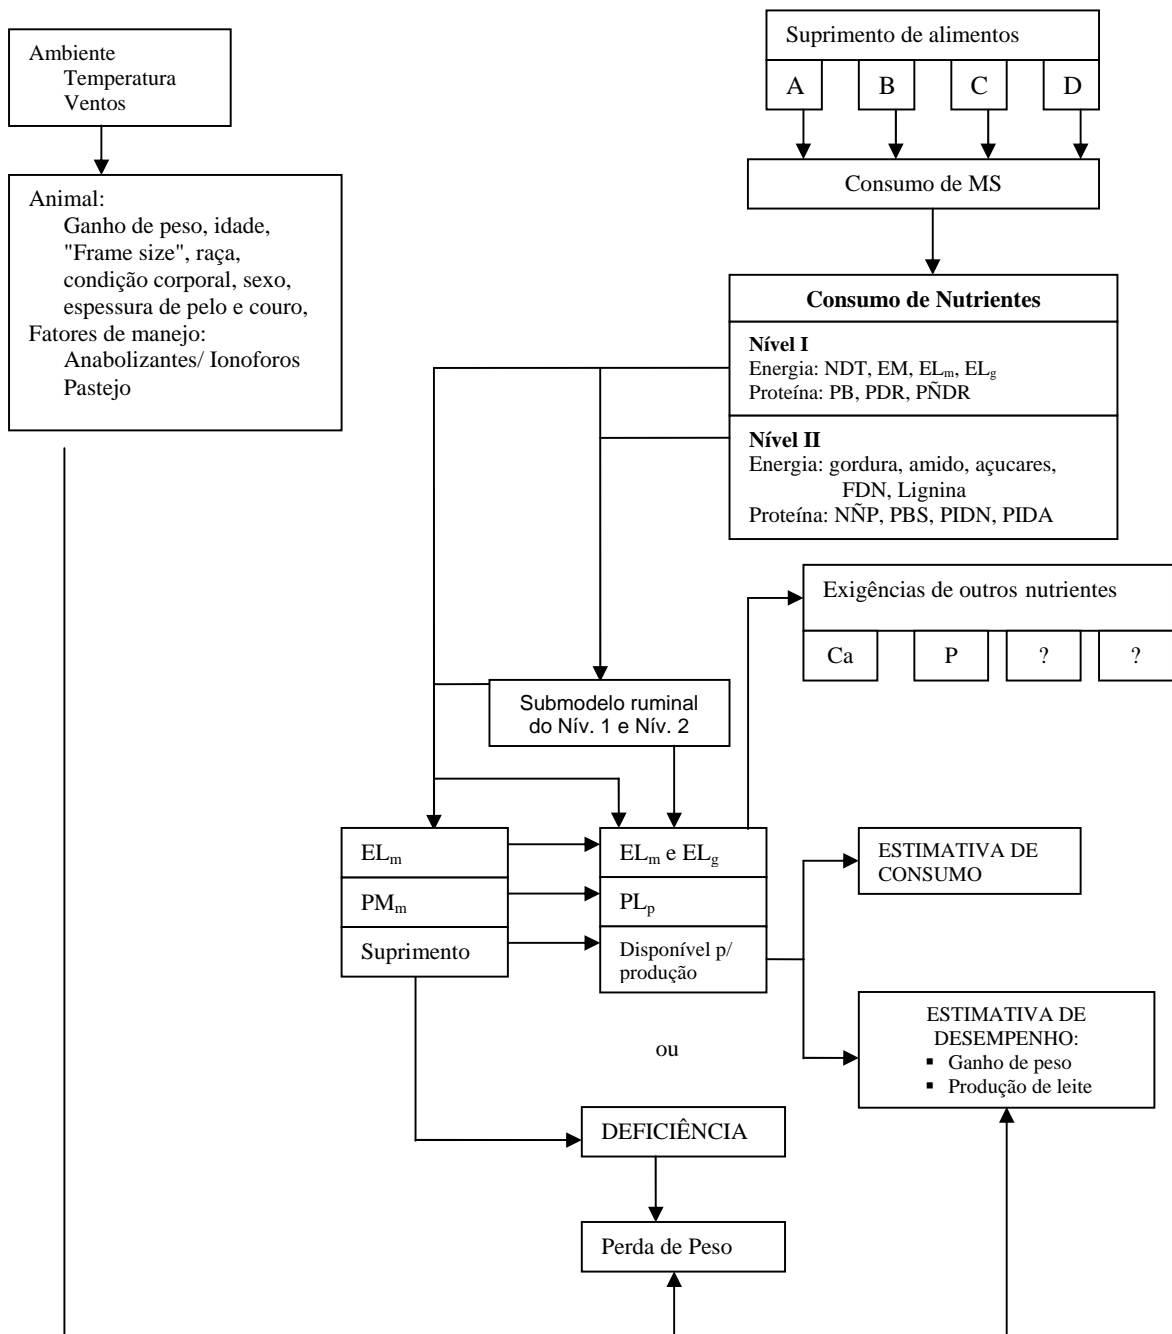 Ambiente
Temperatura
Ventos
Animal:
Ganho de peso, idade,
"Frame size", raça,
condição corporal, sexo,
espessura de pelo e couro,
Fatores de manejo:
Anabolizantes/ Ionoforos
Pastejo
Suprimento de alimentos
A B C D
Consumo de MS
Consumo de Nutrientes
Nível I
Energia: NDT, EM, ELm, ELg
Proteína: PB, PDR, PÑDR
Nível II
Energia: gordura, amido, açucares,
FDN, Lignina
Proteína: NÑP, PBS, PIDN, PIDA
Exigências de outros nutrientes
Ca P ? ?
Submodelo ruminal
do Nív. 1 e Nív. 2
ELm
PMm
Suprimento
ELm e ELg
PLp
Disponível p/
produção
ESTIMATIVA DE
CONSUMO
ESTIMATIVA DE
DESEMPENHO:
▪ Ganho de peso
▪ Produção de leite
ou
DEFICIÊNCIA
Perda de Peso